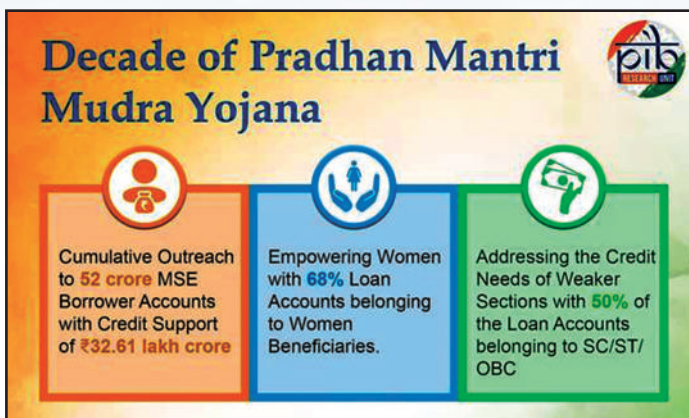 Decade of Pradhan Mantri
Mudra Yojana
pib
RESEARCH UNIT
Cumulative Outreach
to 52 crore MSE
Borrower Accounts
with Credit Support
of ₹32.61 lakh crore
Empowering Women
with 68% Loan
Accounts belonging
to Women
Beneficiaries.
Addressing the Credit
Needs of Weaker
Sections with 50% of
the Loan Accounts
belonging to SC/ST/
OBC